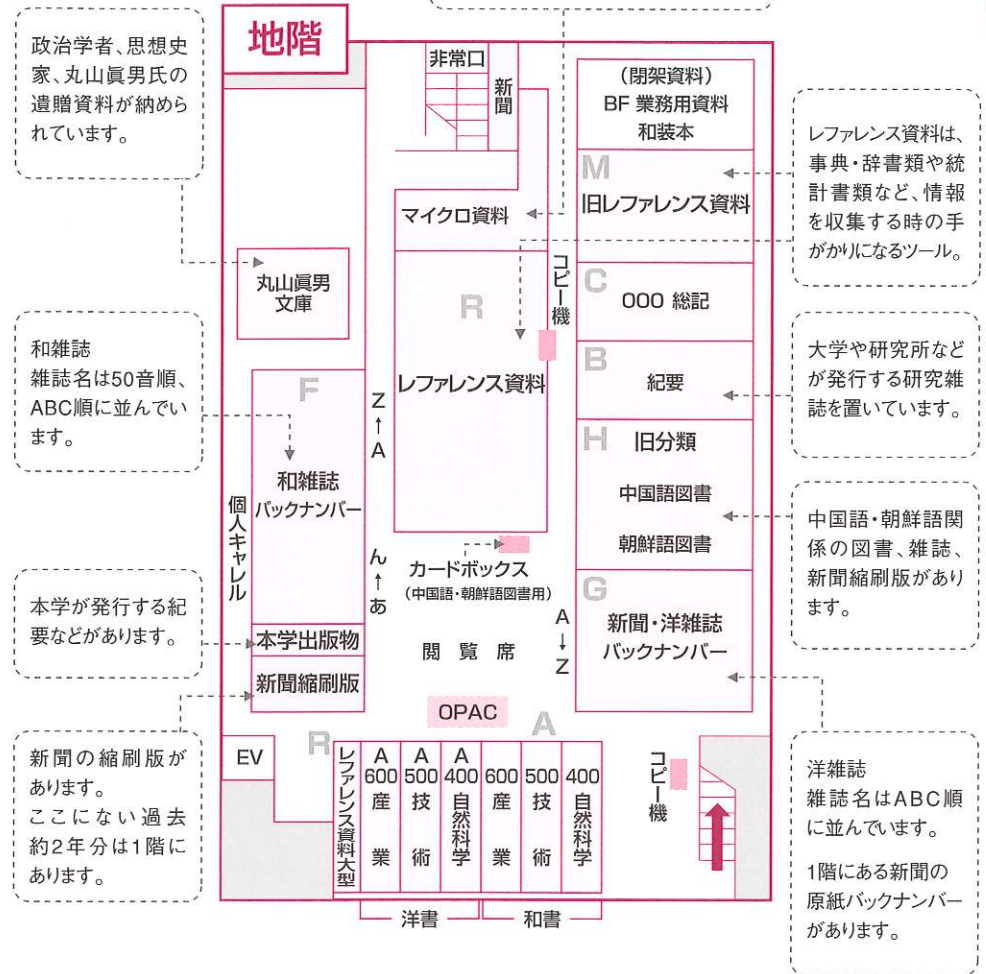 地階
政治学者、思想史
家、丸山眞男氏の
遺贈資料が納めら
れています。
非常口
新聞
（閉架資料）
BF 業務用資料
和装本
レファレンス資料は、
事典・辞書類や統
計書類など、情報
を収集する時の手
がかりになるツール。
M
旧レファレンス資料
マイクロ資料
丸山眞男
文庫
コピー機
C
000 総記
R
レファレンス資料
和雑誌
雑誌名は50音順、
ABC順に並んでい
ます。
B
紀要
大学や研究所など
が発行する研究雑
誌を置いています。
F
和雑誌
バックナンバー
Z←A
ん←あ
個人キャレル
H
旧分類
中国語図書
朝鮮語図書
中国語・朝鮮語関
係の図書、雑誌、
新聞縮刷版があり
ます。
カードボックス
（中国語・朝鮮語図書用）
本学が発行する紀
要などがあります。
本学出版物
新聞縮刷版
閲覧席
A→Z
G
新聞・洋雑誌
バックナンバー
OPAC
新聞の縮刷版が
あります。
ここにない過去
約2年分は1階に
あります。
EV
R
レファレンス資料大型
A
A600 産業
A500 技術
A400 自然科学
600 産業
500 技術
400 自然科学
コピー機
洋雑誌
雑誌名はABC順
に並んでいます。
1階にある新聞の
原紙バックナンバー
があります。
洋書
和書